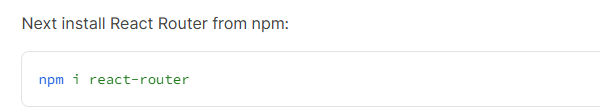 Next install React Router from npm:
npm i react-router